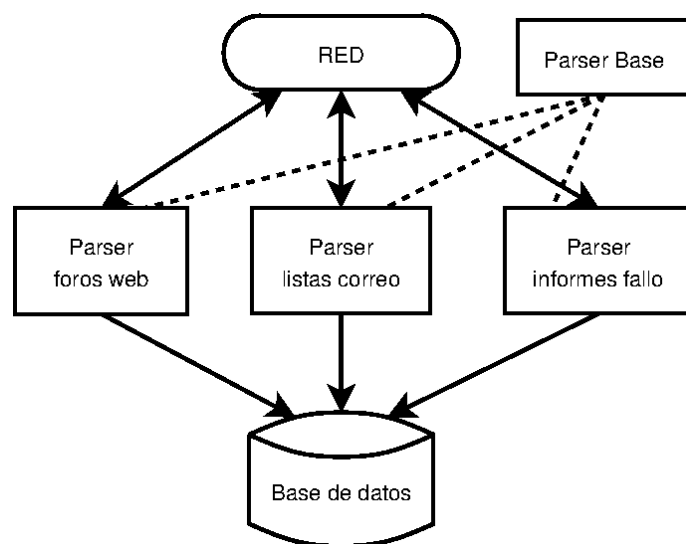 RED
Parser Base
Parser
foros web
Parser
listas correo
Parser
informes fallo
Base de datos